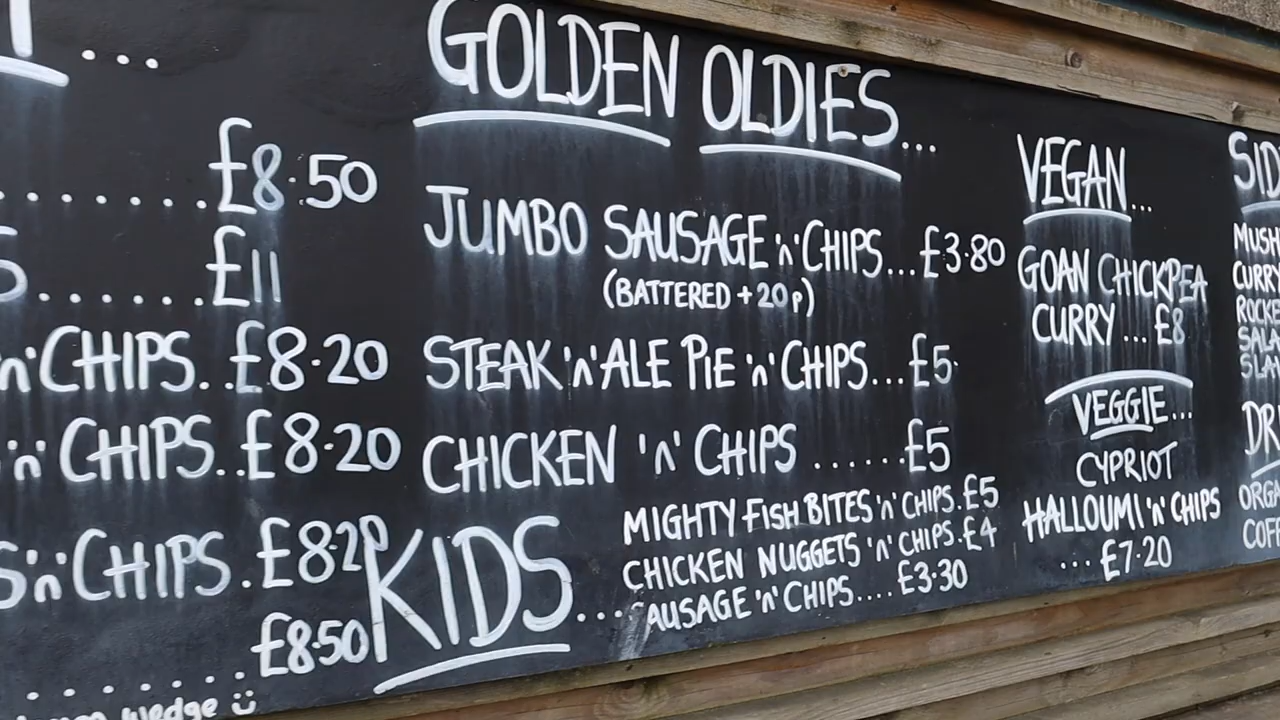 ...
.......£8.50
.......£11
'n' CHIPS..£8.20
'n' CHIPS..£8.20
'n' CHIPS.£8.20
........£8.50
wedge
GOLDEN OLDIES...
JUMBO SAUSAGE 'n' CHIPS...£3.80
(BATTERED +20p)
STEAK 'n' ALE PIE 'n' CHIPS...£5.
CHICKEN 'n' CHIPS ......£5
KIDS....
MIGHTY FISH BITES 'n' CHIPS.£5
CHICKEN NUGGETS 'n' CHIPS.£4
SAUSAGE 'n' CHIPS....£3.30
VEGAN...
GOAN CHICKPEA
CURRY...£8
VEGGIE...
CYPRIOT
HALLOUMI 'n' CHIPS
...£7.20
CURRY